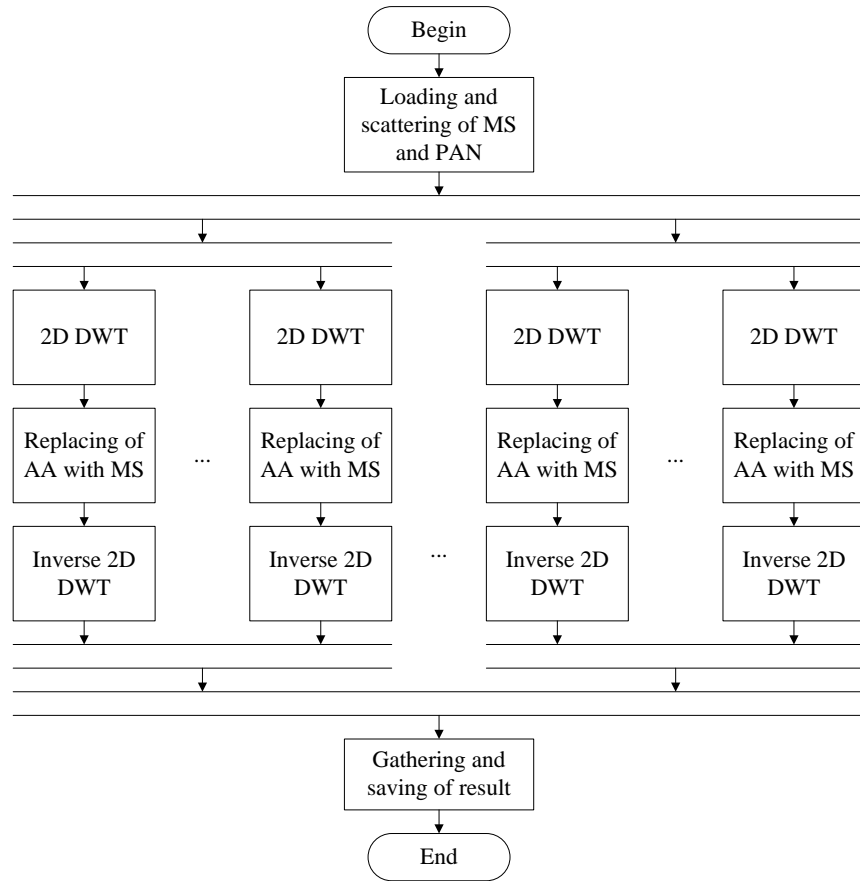 Begin
Loading and
scattering of MS
and PAN
2D DWT
2D DWT
2D DWT
2D DWT
Replacing of
AA with MS
...
Replacing of
AA with MS
Replacing of
AA with MS
...
Replacing of
AA with MS
Inverse 2D
DWT
Inverse 2D
DWT
...
Inverse 2D
DWT
Inverse 2D
DWT
Gathering and
saving of result
End